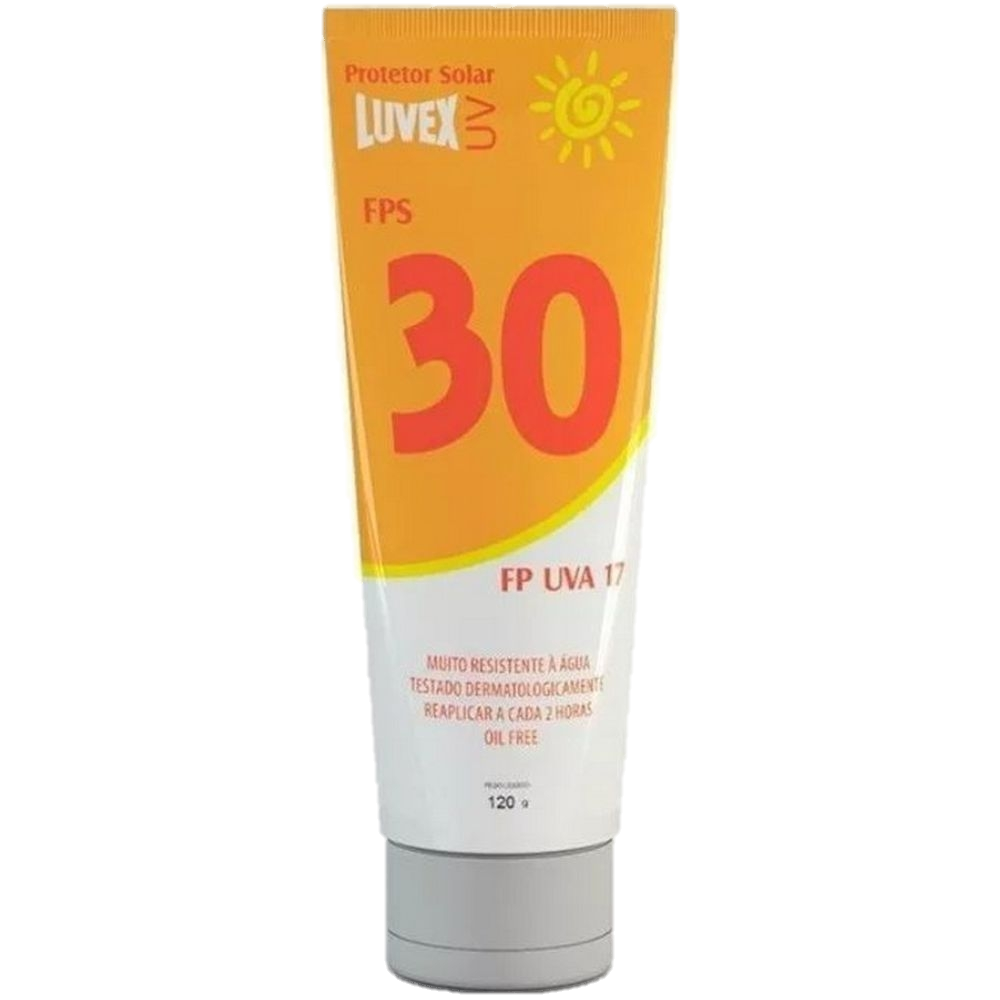 Protetor Solar
LUVEX UV
FPS
30
FP UVA 17
MUITO RESISTENTE À ÁGUA
TESTADO DERMATOLOGICAMENTE
REAPLICAR A CADA 2 HORAS
OIL FREE
120 g